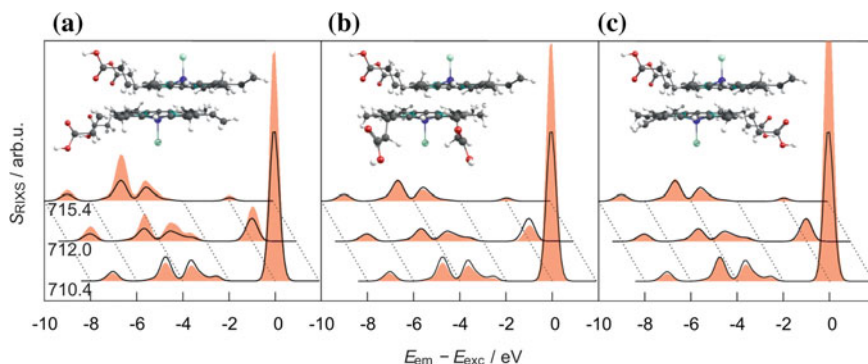 (a)
(b)
(c)
S_RIXS / arb.u.
715.4
712.0
710.4
-10 -8 -6 -4 -2 0 -10 -8 -6 -4 -2 0 -10 -8 -6 -4 -2 0
E_em − E_exc / eV